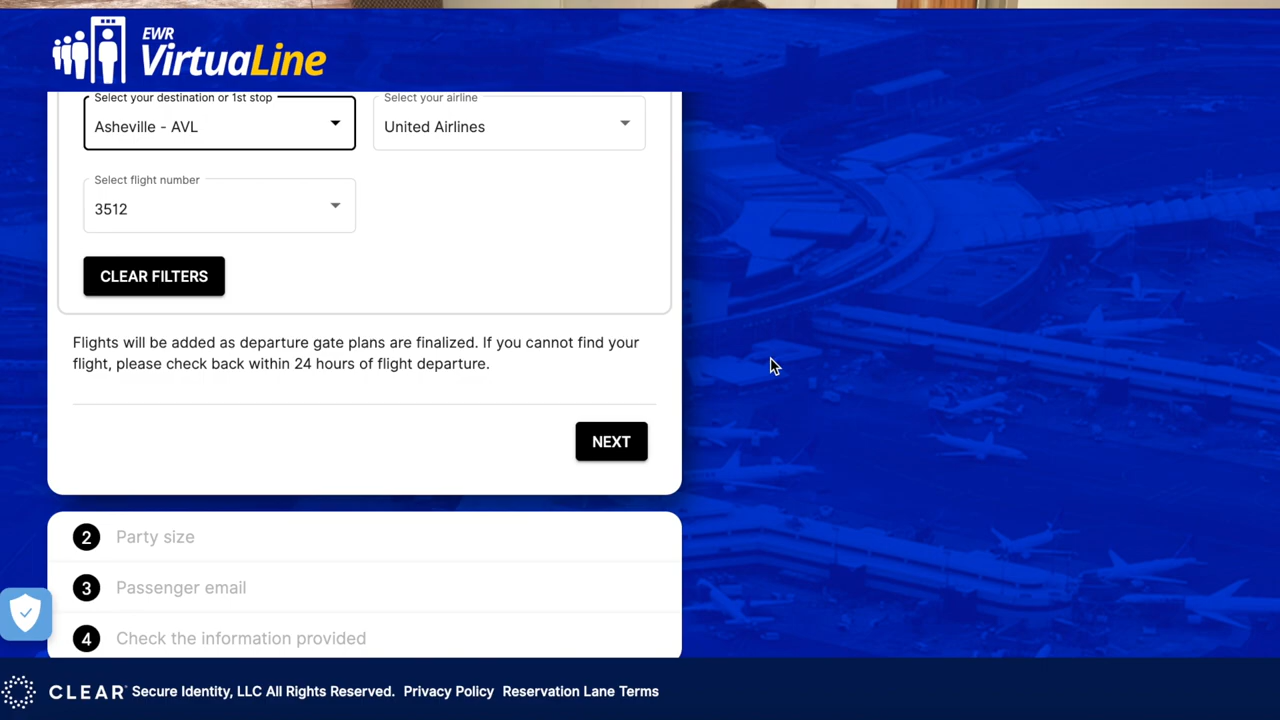 EWR
VirtuaLine
Select your destination or 1st stop
Select your airline
Asheville - AVL
United Airlines
Select flight number
3512
CLEAR FILTERS
Flights will be added as departure gate plans are finalized. If you cannot find your
flight, please check back within 24 hours of flight departure.
NEXT
2 Party size
3 Passenger email
4 Check the information provided
CLEAR Secure Identity, LLC All Rights Reserved. Privacy Policy Reservation Lane Terms